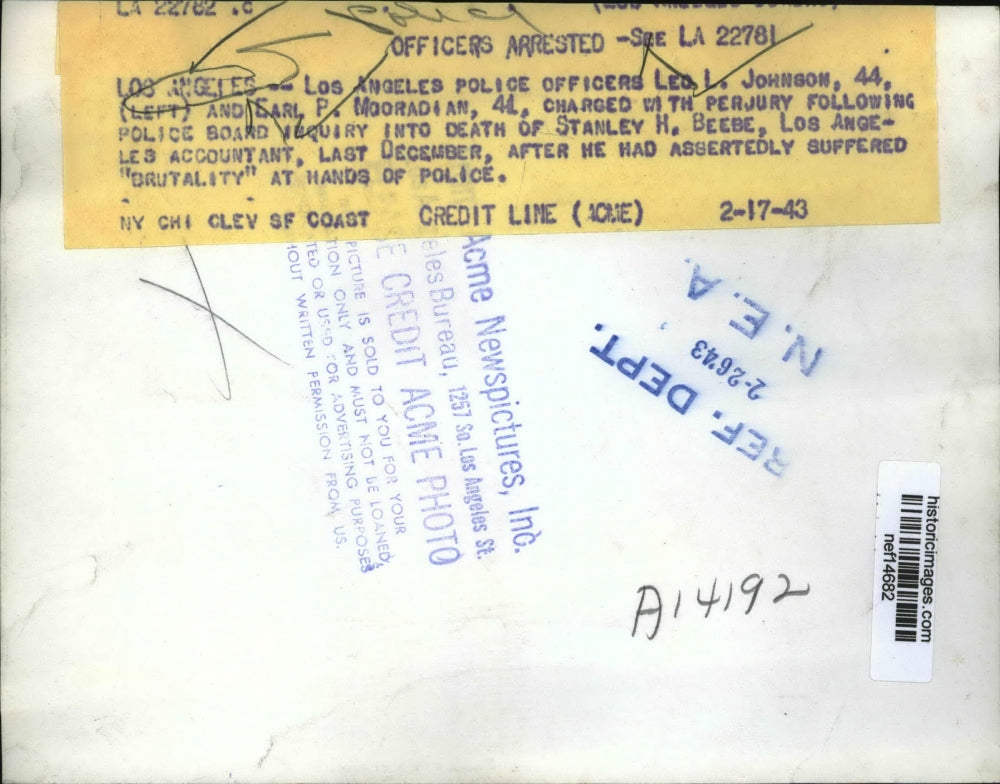 LA 22782 .c
OFFICERS ARRESTED -SEE LA 22781
LOS ANGELES -- LOS ANGELES POLICE OFFICERS LEO L. JOHNSON, 44,
(LEFT) AND EARL P. MOORADIAN, 41, CHARGED WITH PERJURY FOLLOWING
POLICE BOARD INQUIRY INTO DEATH OF STANLEY H. BEEBE, LOS ANGE-
LES ACCOUNTANT, LAST DECEMBER, AFTER HE HAD ASSERTEDLY SUFFERED
"BRUTALITY" AT HANDS OF POLICE.
NY CHI CLEV SF COAST CREDIT LINE (ACME) 2-17-43
Acme Newspictures, Inc.
eles Bureau, 1257 So. Los Angeles St.
E CREDIT ACME PHOTO
PICTURE IS SOLD TO YOU FOR YOUR
TION ONLY AND MUST NOT BE LOANED,
TED OR USED FOR ADVERTISING PURPOSES
HOUT WRITTEN PERMISSION FROM US.
REF. DEPT.
2-26 43
N. E. A.
A14192
historicimages.com
nef14682